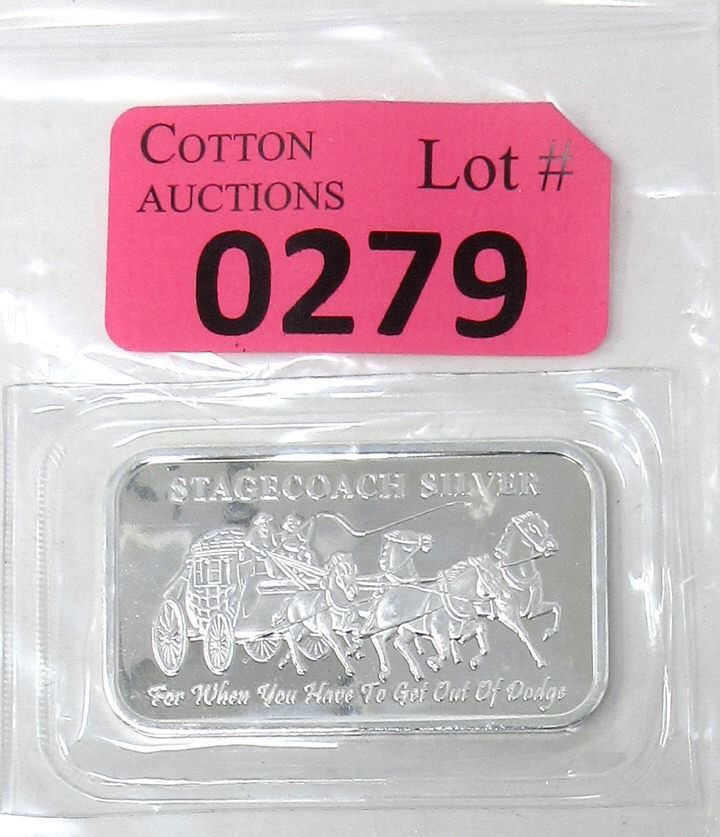 COTTON
AUCTIONS
Lot #
0279
STAGECOACH SILVER
For When You Have To Get Out Of Dodge